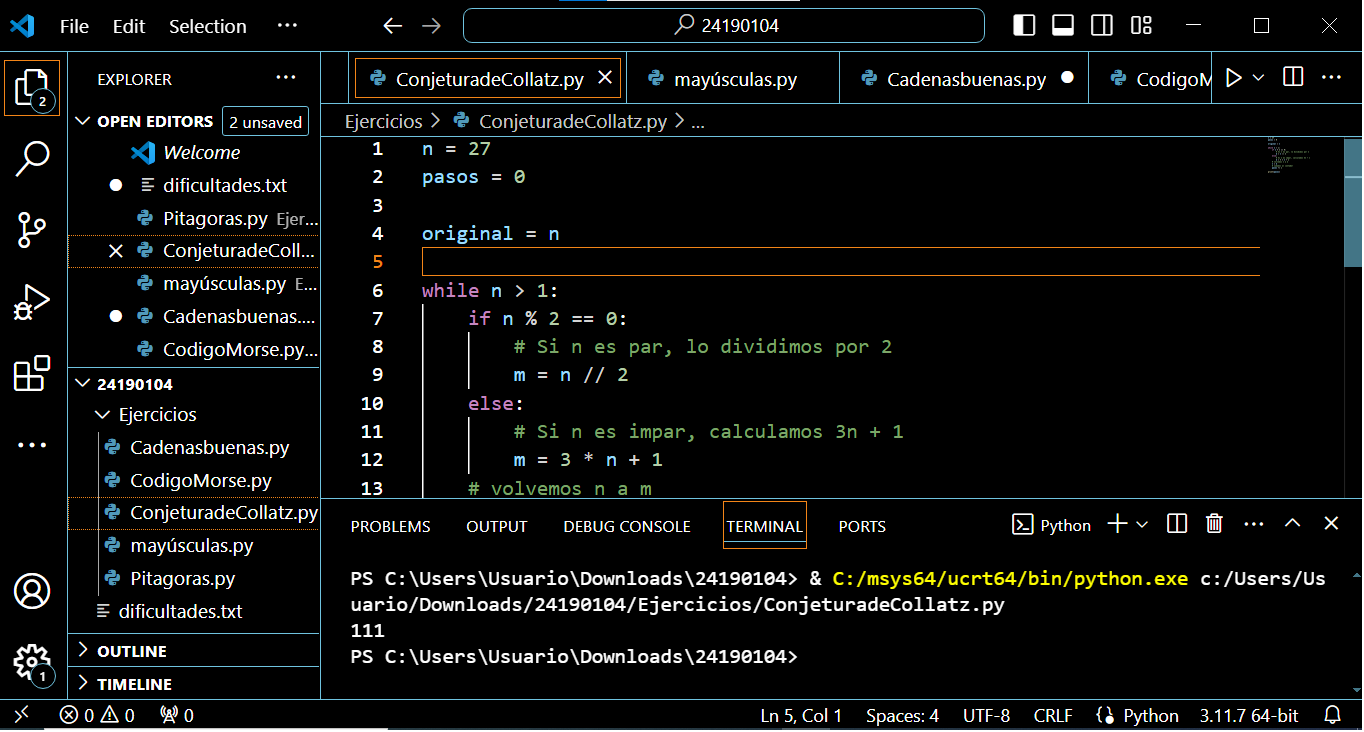 File Edit Selection ···
24190104
EXPLORER ···
2
OPEN EDITORS 2 unsaved
Welcome
dificultades.txt
Pitagoras.py Ejer...
ConjeturadeColl...
mayúsculas.py E...
Cadenasbuenas....
CodigoMorse.py...
24190104
Ejercicios
Cadenasbuenas.py
CodigoMorse.py
ConjeturadeCollatz.py
mayúsculas.py
Pitagoras.py
dificultades.txt
OUTLINE
TIMELINE
1
ConjeturadeCollatz.py mayúsculas.py Cadenasbuenas.py CodigoM
Ejercicios > ConjeturadeCollatz.py > ...
1 n = 27
2 pasos = 0
3
4 original = n
5
6 while n > 1:
7 if n % 2 == 0:
8 # Si n es par, lo dividimos por 2
9 m = n // 2
10 else:
11 # Si n es impar, calculamos 3n + 1
12 m = 3 * n + 1
13 # volvemos n a m
PROBLEMS OUTPUT DEBUG CONSOLE TERMINAL PORTS Python
PS C:\Users\Usuario\Downloads\24190104> & C:/msys64/ucrt64/bin/python.exe c:/Users/Us
uario/Downloads/24190104/Ejercicios/ConjeturadeCollatz.py
111
PS C:\Users\Usuario\Downloads\24190104>
0 0 0 Ln 5, Col 1 Spaces: 4 UTF-8 CRLF Python 3.11.7 64-bit